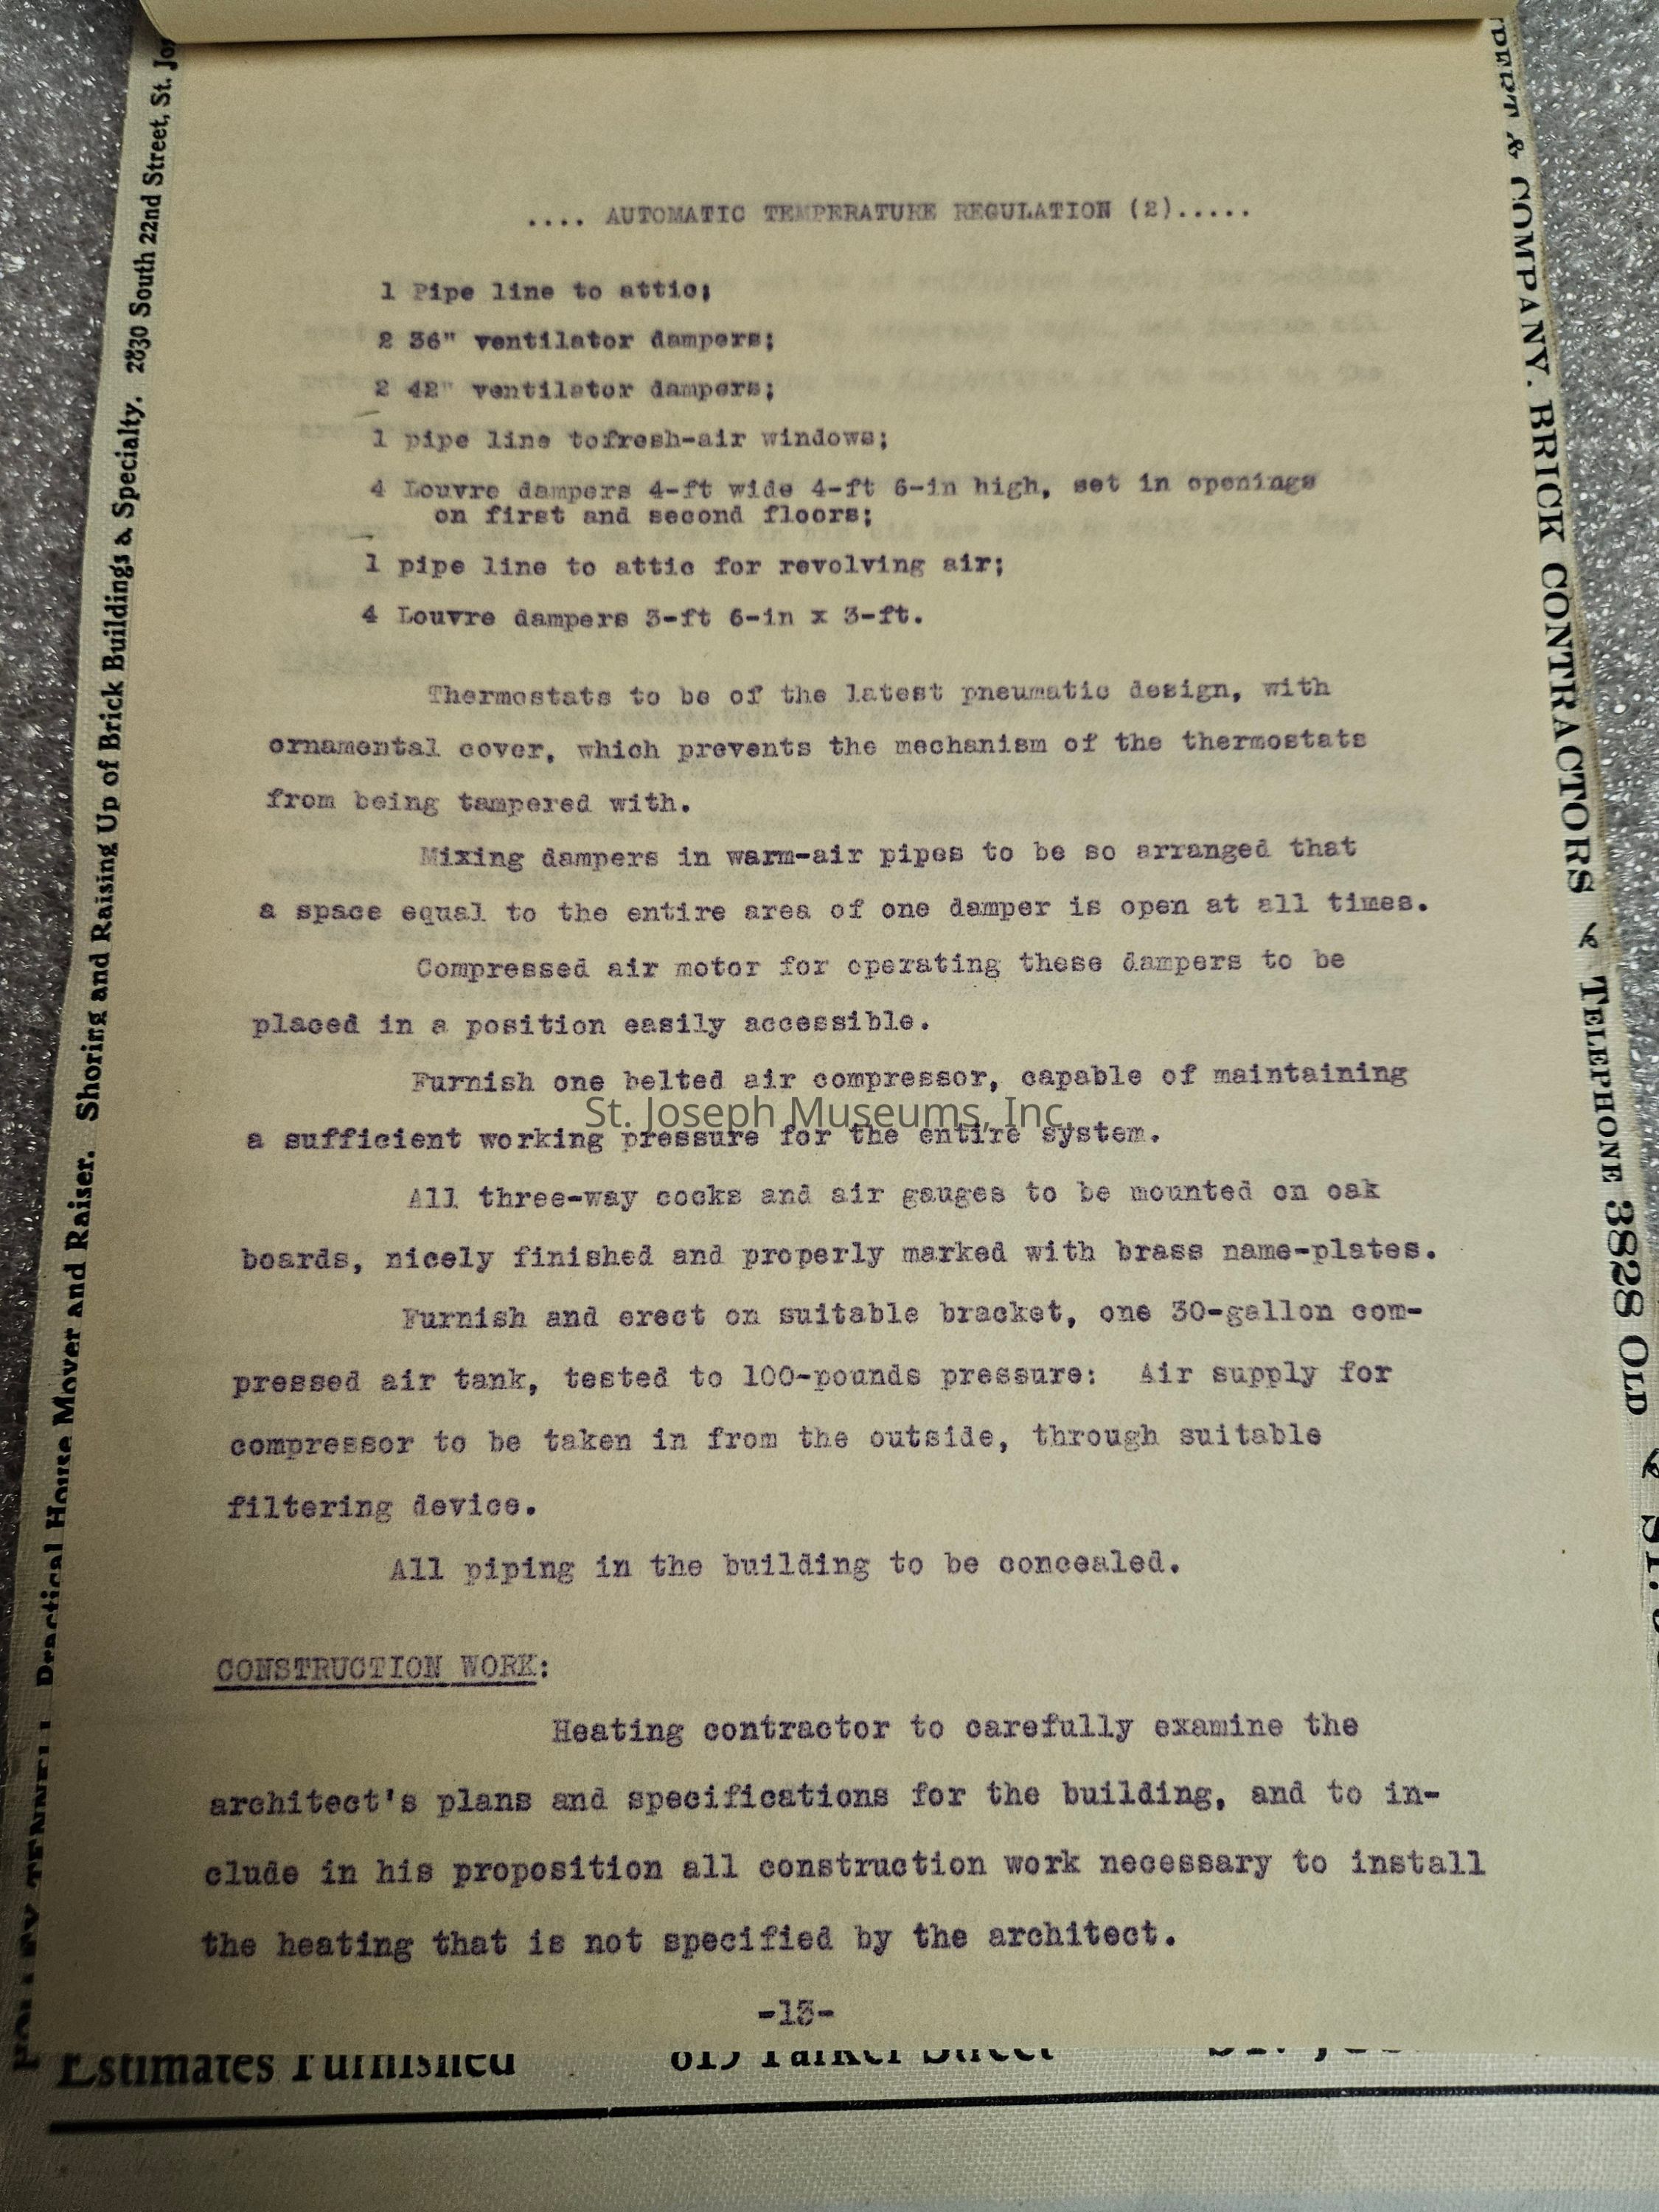 .... AUTOMATIC TEMPERATURE REGULATION (2).....
1 Pipe line to attic;
2 36" ventilator dampers;
2 42" ventilator dampers;
1 pipe line tofresh-air windows;
4 Louvre dampers 4-ft wide 4-ft 6-in high, set in openings
on first and second floors;
1 pipe line to attic for revolving air;
4 Louvre dampers 3-ft 6-in x 3-ft.
Thermostats to be of the latest pneumatic design, with
ornamental cover, which prevents the mechanism of the thermostats
from being tampered with.
Mixing dampers in warm-air pipes to be so arranged that
a space equal to the entire area of one damper is open at all times.
Compressed air motor for operating these dampers to be
placed in a position easily accessible.
Furnish one belted air compressor, capable of maintaining
a sufficient working pressure for the entire system.
All three-way cocks and air gauges to be mounted on oak
boards, nicely finished and properly marked with brass name-plates.
Furnish and erect on suitable bracket, one 30-gallon com-
pressed air tank, tested to 100-pounds pressure: Air supply for
compressor to be taken in from the outside, through suitable
filtering device.
All piping in the building to be concealed.
CONSTRUCTION WORK:
Heating contractor to carefully examine the
architect's plans and specifications for the building, and to in-
clude in his proposition all construction work necessary to install
the heating that is not specified by the architect.
-13-
St. Joseph Museums, Inc.
Practical House Mover and Raiser. Shoring and Raising Up of Brick Buildings a Specialty. 2830 South 22nd Street, St. Jo
& COMPANY. BRICK CONTRACTORS TELEPHONE 3828 OLD ST.
Estimates Furnished 815 Parker Street